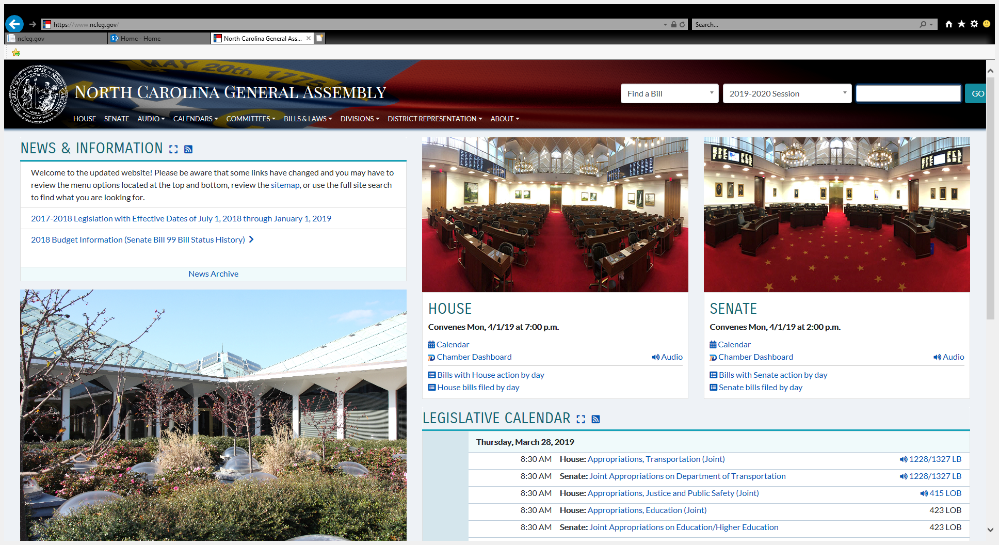 https://www.ncleg.gov/
Search...
ncleg.gov
Home - Home
North Carolina General Ass...
MAY 20th 1775
THE GREAT SEAL OF THE STATE OF NORTH CAROLINA
North Carolina General Assembly
Find a Bill
2019-2020 Session
GO
HOUSE SENATE AUDIO CALENDARS COMMITTEES BILLS & LAWS DIVISIONS DISTRICT REPRESENTATION ABOUT
NEWS & INFORMATION
Welcome to the updated website! Please be aware that some links have changed and you may have to
review the menu options located at the top and bottom, review the sitemap, or use the full site search
to find what you are looking for.
2017-2018 Legislation with Effective Dates of July 1, 2018 through January 1, 2019
2018 Budget Information (Senate Bill 99 Bill Status History)
News Archive
HOUSE
Convenes Mon, 4/1/19 at 7:00 p.m.
Calendar
Chamber Dashboard
Audio
Bills with House action by day
House bills filed by day
SENATE
Convenes Mon, 4/1/19 at 2:00 p.m.
Calendar
Chamber Dashboard
Audio
Bills with Senate action by day
Senate bills filed by day
LEGISLATIVE CALENDAR
Thursday, March 28, 2019
8:30 AM House: Appropriations, Transportation (Joint) 1228/1327 LB
8:30 AM Senate: Joint Appropriations on Department of Transportation 1228/1327 LB
8:30 AM House: Appropriations, Justice and Public Safety (Joint) 415 LOB
8:30 AM House: Appropriations, Education (Joint) 423 LOB
8:30 AM Senate: Joint Appropriations on Education/Higher Education 423 LOB